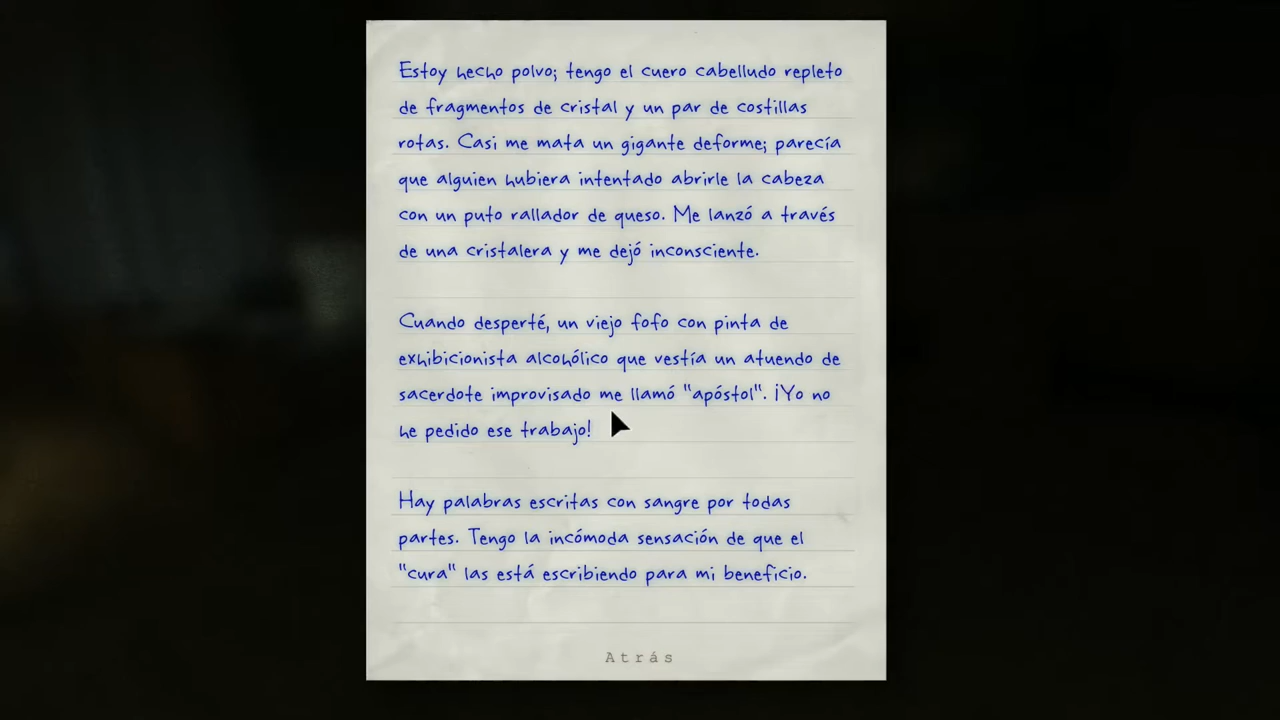 Estoy hecho polvo; tengo el cuero cabelludo repleto
de fragmentos de cristal y un par de costillas
rotas. Casi me mata un gigante deforme; parecía
que alguien hubiera intentado abrirle la cabeza
con un puto rallador de queso. Me lanzó a través
de una cristalera y me dejó inconsciente.
Cuando desperté, un viejo fofo con pinta de
exhibicionista alcohólico que vestía un atuendo de
sacerdote improvisado me llamó "apóstol". ¡Yo no
he pedido ese trabajo!
Hay palabras escritas con sangre por todas
partes. Tengo la incómoda sensación de que el
"cura" las está escribiendo para mi beneficio.
Atrás